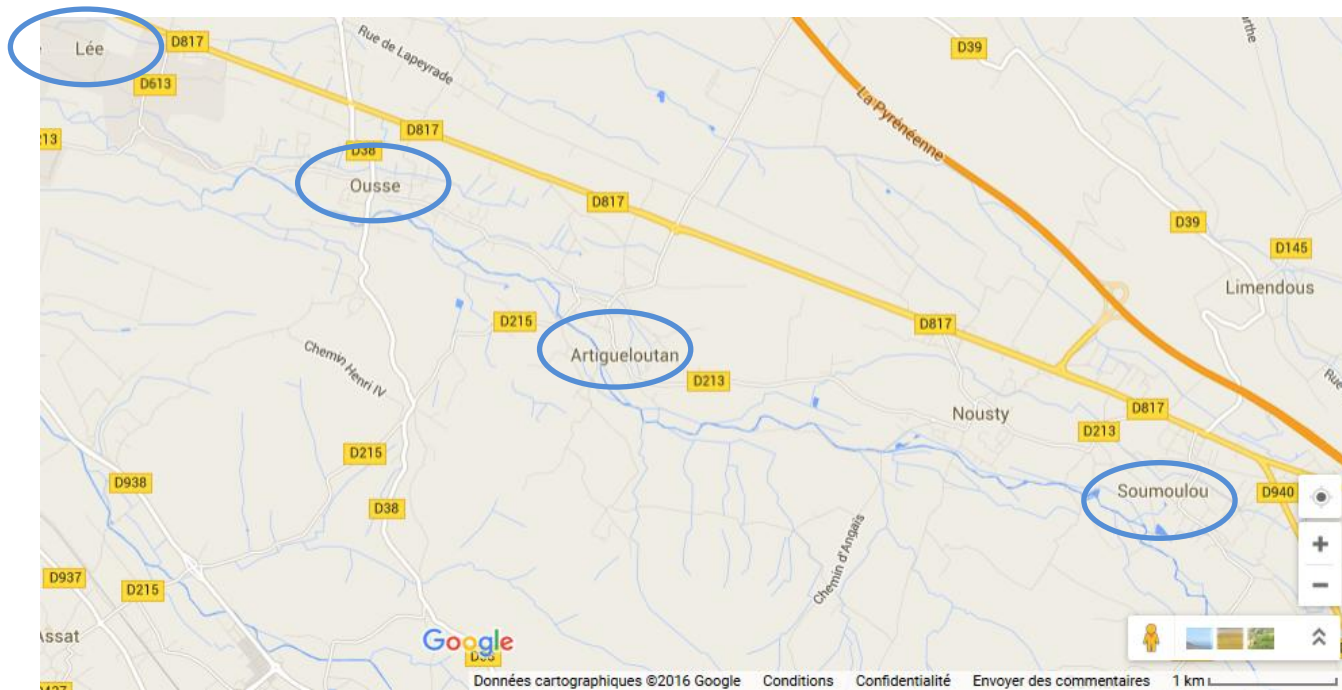 Lée
D817
Rue de Lapeyrade
D39
D613
La Pyrénéenne
D817
D38
Ousse
D817
D39
D145
Limendous
D215
D817
Artigueloutan
Chemin Henri IV
D213
Nousty
D817
D213
D215
D938
Soumoulou
D940
D38
Chemin d'Angaïs
D937
D215
Assat
Google
Données cartographiques ©2016 Google Conditions Confidentialité Envoyer des commentaires 1 km